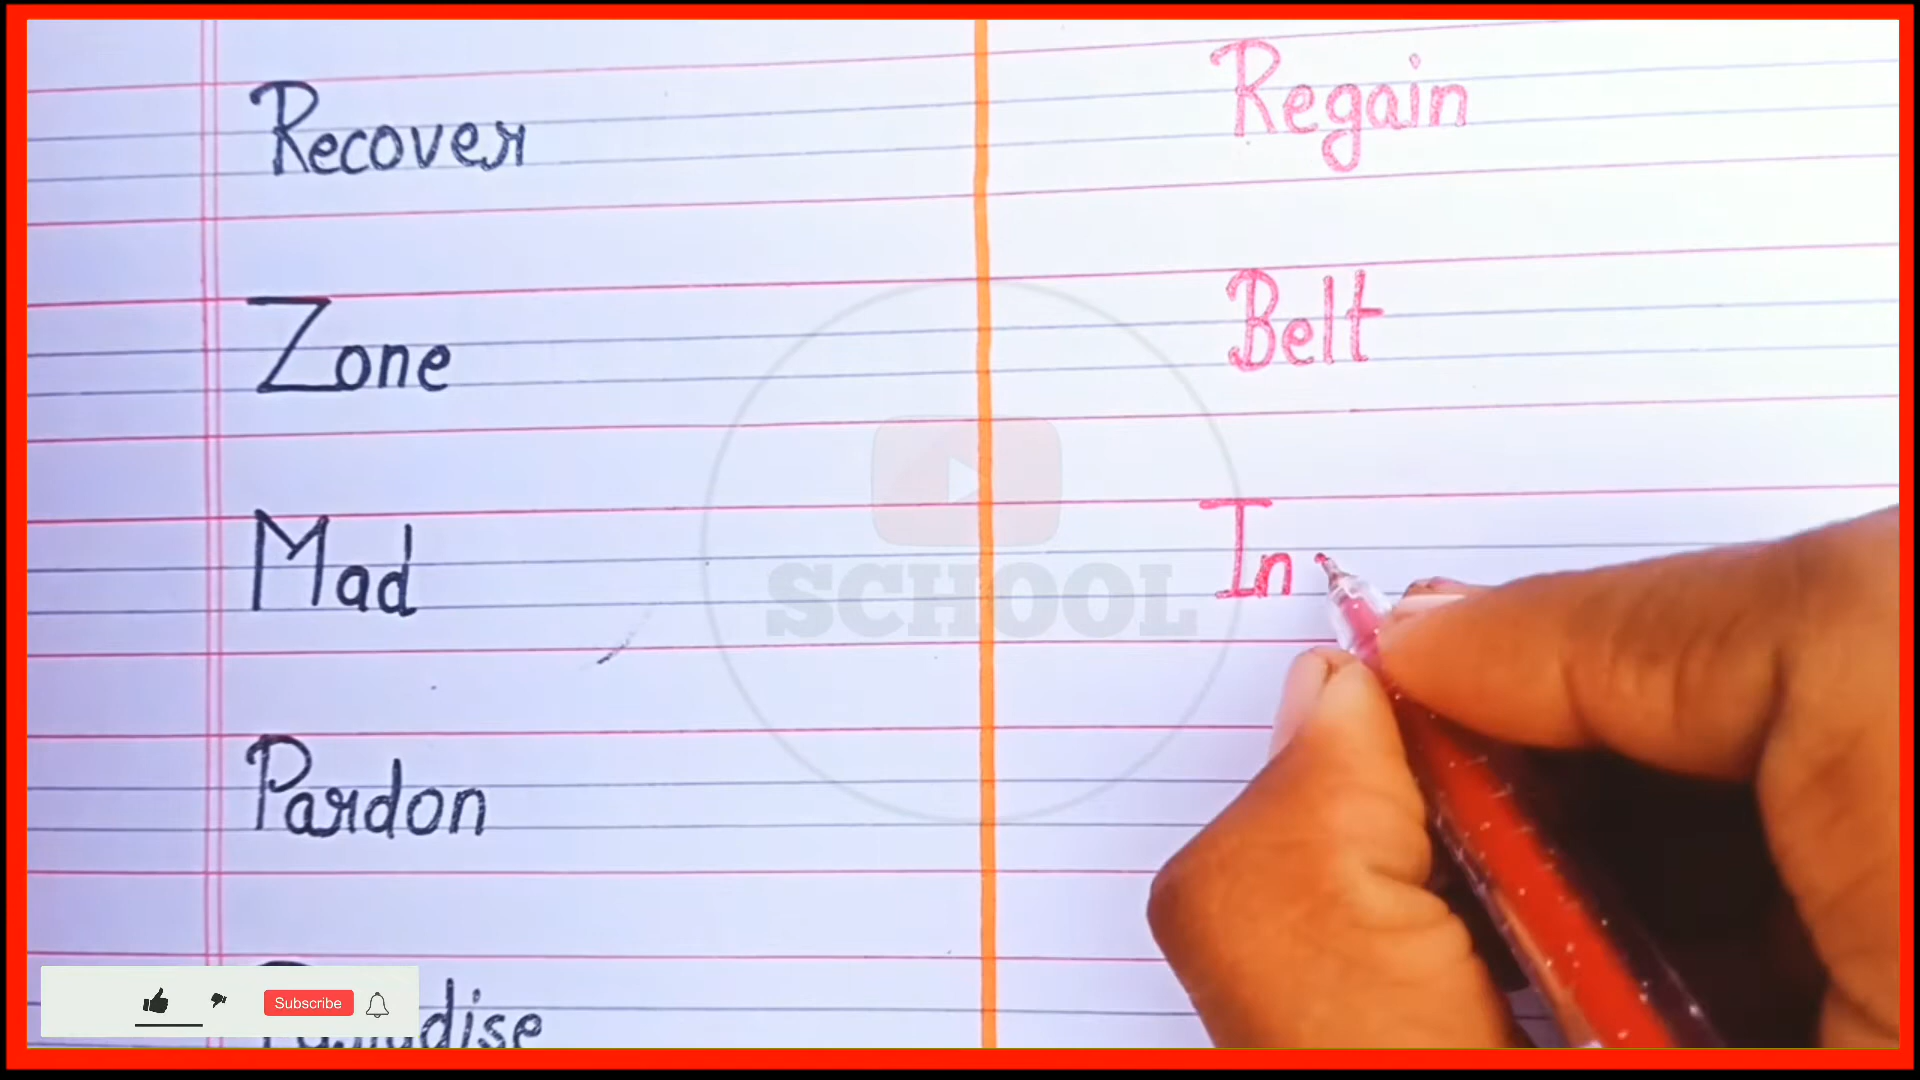 Recover Regain
Zone Belt
Mad In
SCHOOL
Pardon
Subscribe